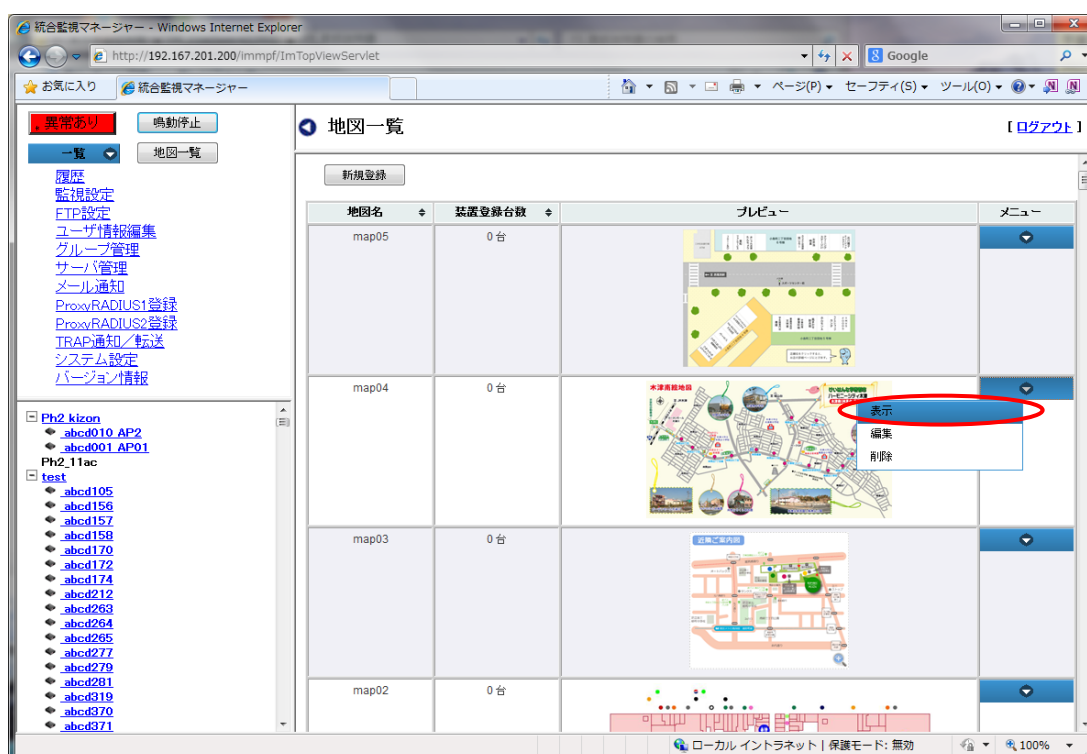 統合監視マネージャー - Windows Internet Explorer
http://192.167.201.200/immpf/ImTopViewServlet
Google
お気に入り 統合監視マネージャー
ページ(P) セーフティ(S) ツール(O)
異常あり 鳴動停止
一覧 地図一覧
履歴
監視設定
FTP設定
ユーザ情報編集
グループ管理
サーバ管理
メール通知
ProxyRADIUS1登録
ProxyRADIUS2登録
TRAP通知/転送
システム設定
バージョン情報
Ph2_kizon
abcd010 AP2
abcd001 AP01
Ph2_11ac
test
abcd105
abcd156
abcd157
abcd158
abcd170
abcd172
abcd174
abcd212
abcd263
abcd264
abcd265
abcd277
abcd279
abcd281
abcd319
abcd370
abcd371
地図一覧 [ログアウト]
新規登録
地図名 装置登録台数 プレビュー メニュー
map05 0 台
map04 0 台
木津南絵地図
表示
編集
削除
map03 0 台
近隣ご案内図
map02 0 台
ローカル イントラネット | 保護モード: 無効 100%